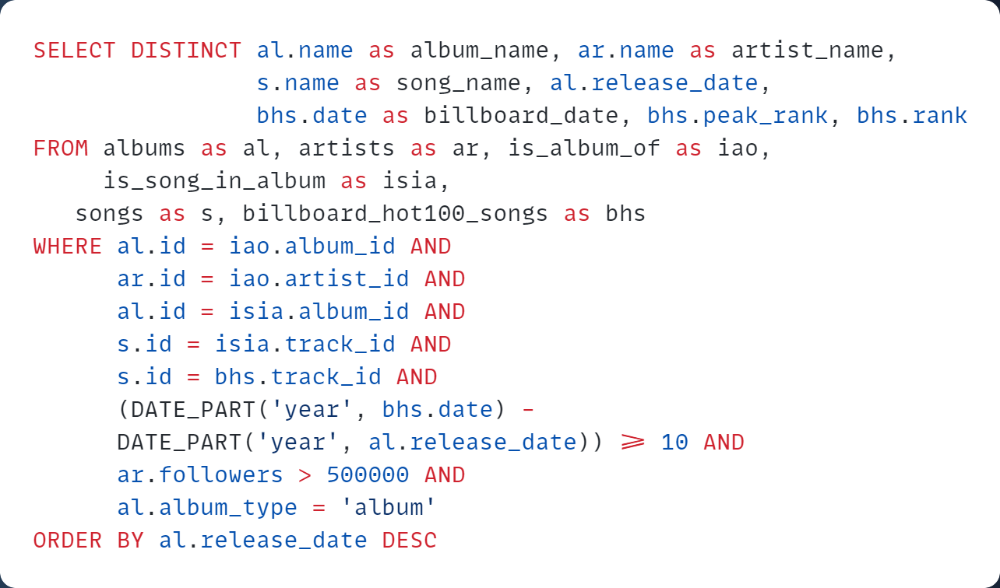 SELECT DISTINCT al.name as album_name, ar.name as artist_name,
s.name as song_name, al.release_date,
bhs.date as billboard_date, bhs.peak_rank, bhs.rank
FROM albums as al, artists as ar, is_album_of as iao,
is_song_in_album as isia,
songs as s, billboard_hot100_songs as bhs
WHERE al.id = iao.album_id AND
ar.id = iao.artist_id AND
al.id = isia.album_id AND
s.id = isia.track_id AND
s.id = bhs.track_id AND
(DATE_PART('year', bhs.date) -
DATE_PART('year', al.release_date)) >= 10 AND
ar.followers > 500000 AND
al.album_type = 'album'
ORDER BY al.release_date DESC